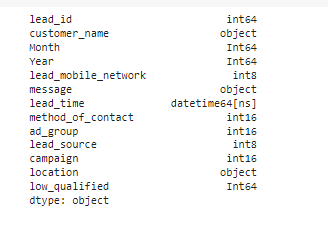 lead_id int64
customer_name object
Month Int64
Year Int64
lead_mobile_network int8
message object
lead_time datetime64[ns]
method_of_contact int16
ad_group int16
lead_source int8
campaign int16
location object
low_qualified Int64
dtype: object